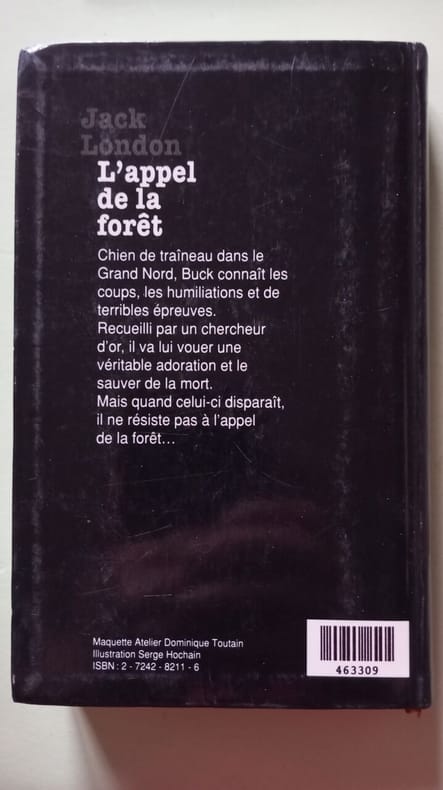 Jack
London
L'appel
de la
forêt
Chien de traîneau dans le
Grand Nord, Buck connaît les
coups, les humiliations et de
terribles épreuves.
Recueilli par un chercheur
d'or, il va lui vouer une
véritable adoration et le
sauver de la mort.
Mais quand celui-ci disparaît,
il ne résiste pas à l'appel
de la forêt...
Maquette Atelier Dominique Toutain
Illustration Serge Hochain
ISBN : 2 - 7242 - 8211 - 6
463309